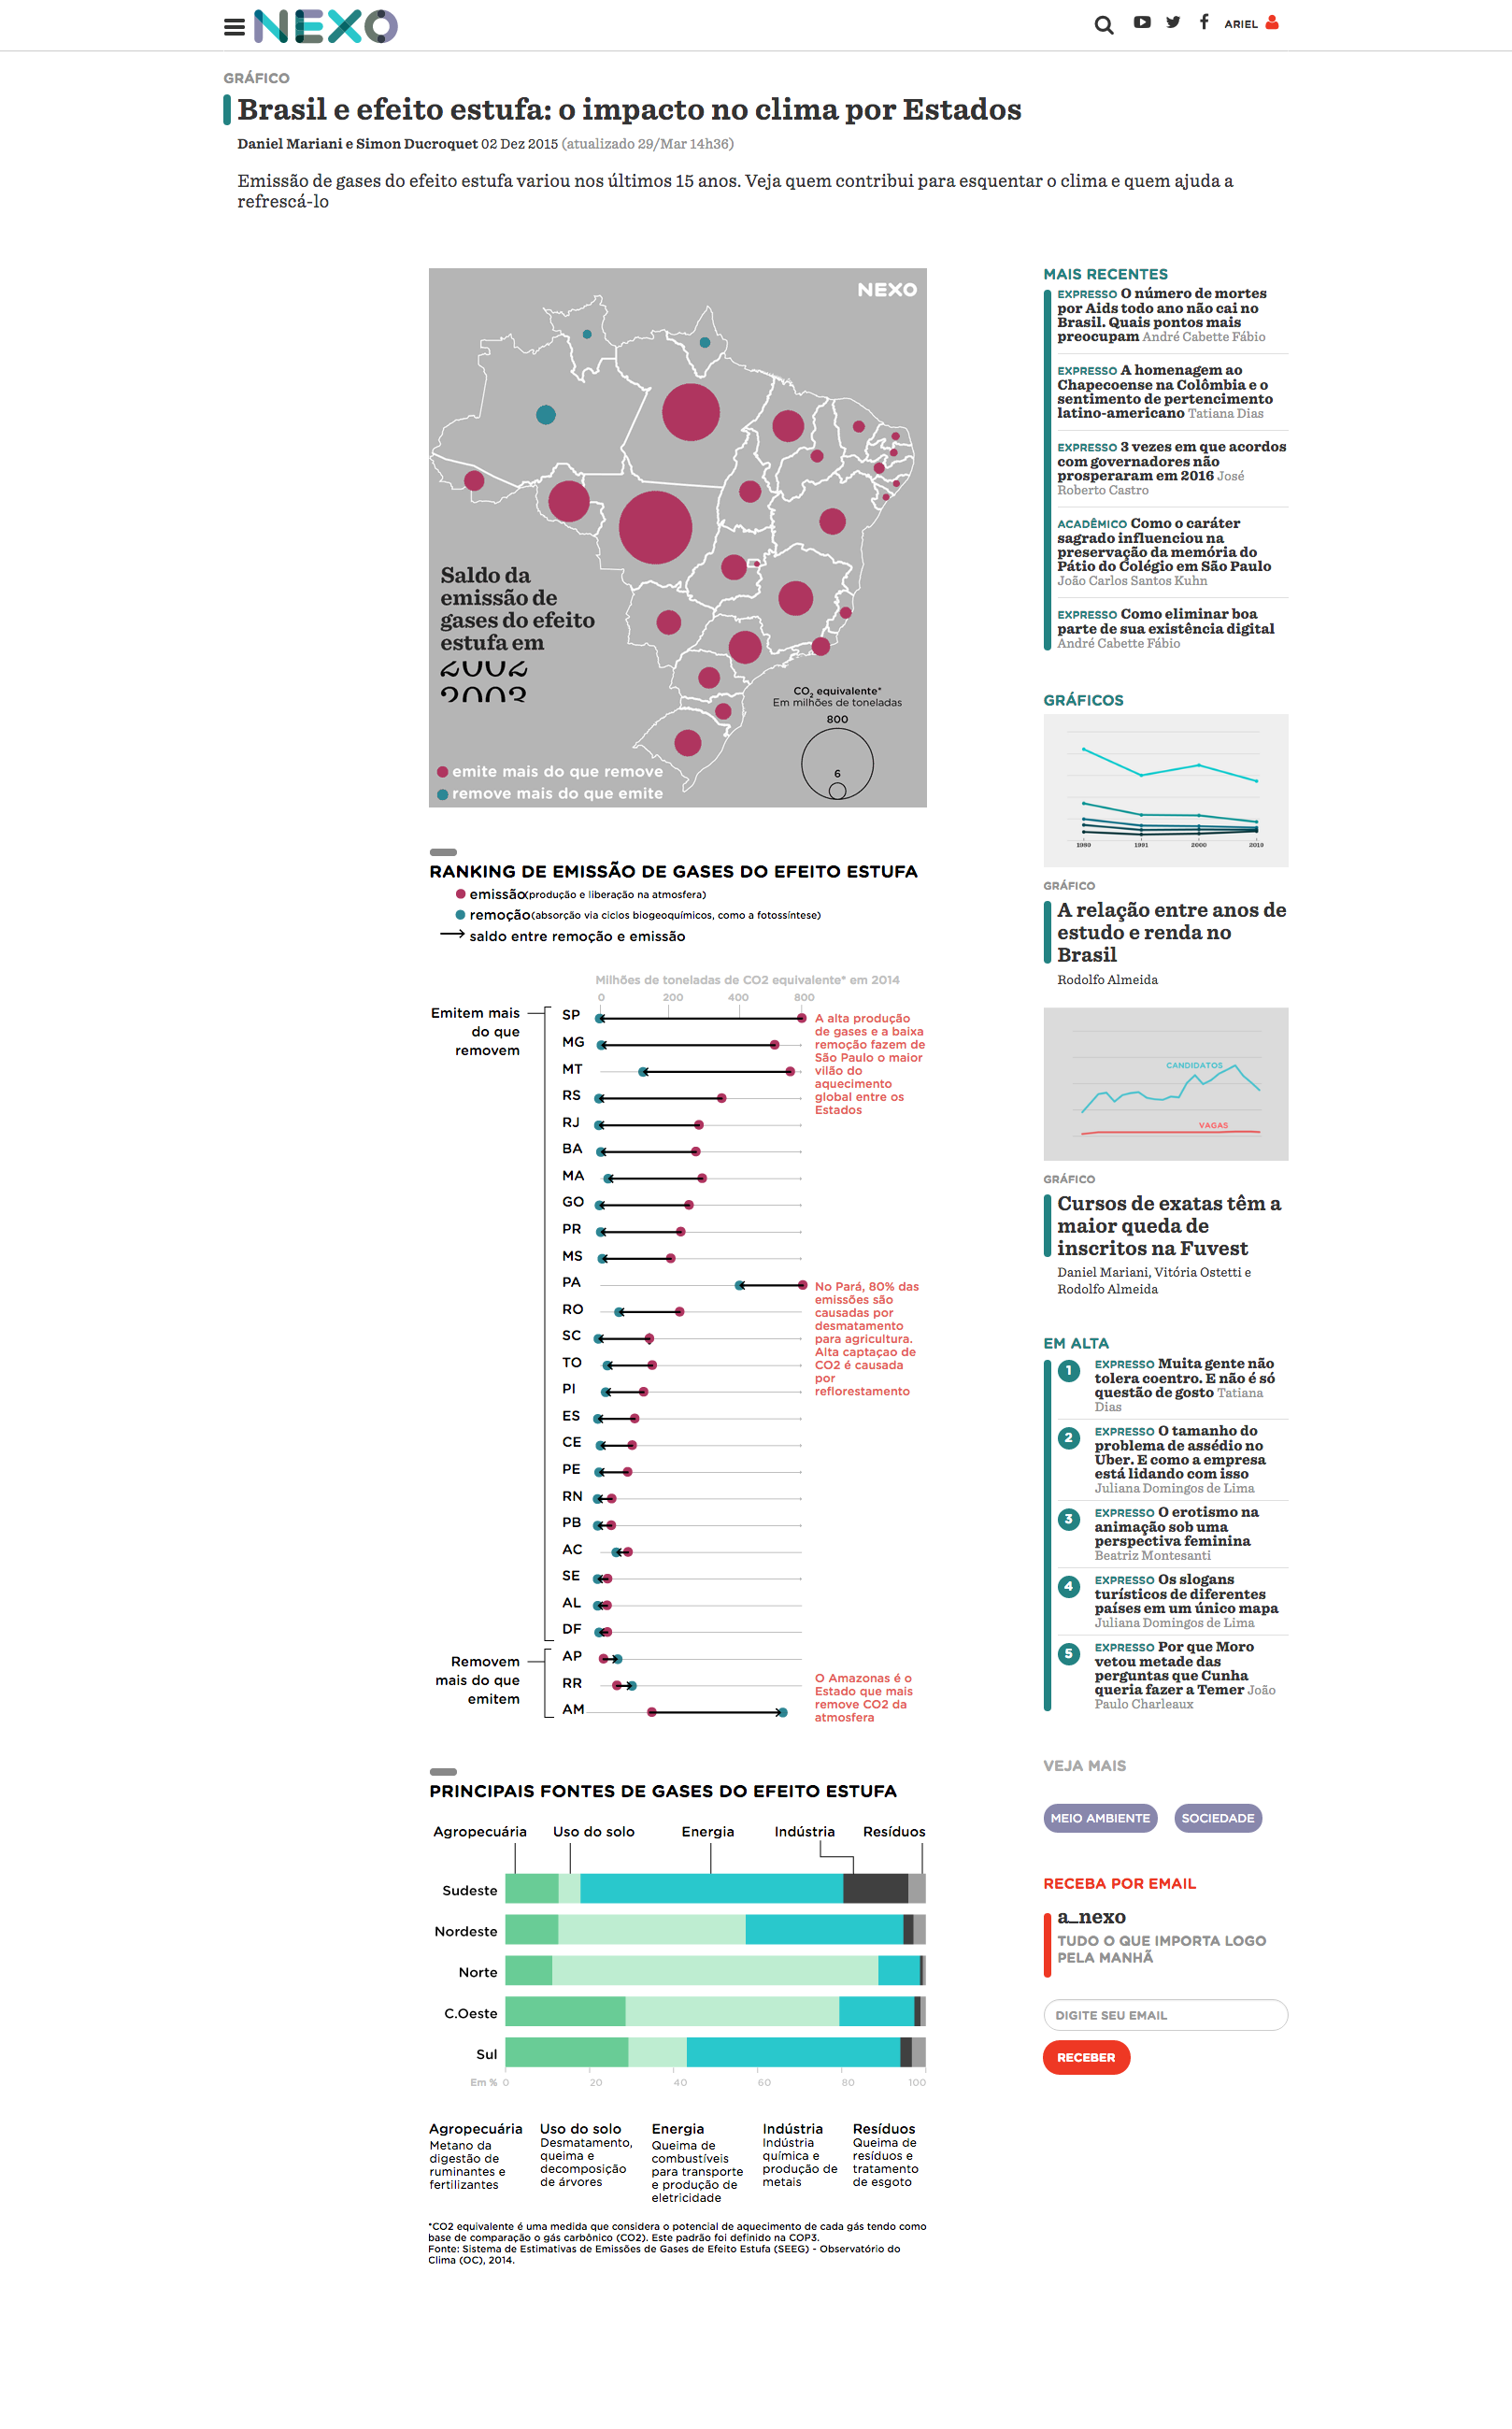 NEXO
ARIEL
GRÁFICO
Brasil e efeito estufa: o impacto no clima por Estados
Daniel Mariani e Simon Ducroquet 02 Dez 2015 (atualizado 29/Mar 14h36)
Emissão de gases do efeito estufa variou nos últimos 15 anos. Veja quem contribui para esquentar o clima e quem ajuda a
refrescá-lo
NEXO
Saldo da
emissão de
gases do efeito
estufa em
2002
2003
CO2 equivalente*
Em milhões de toneladas
800
6
emite mais do que remove
remove mais do que emite
RANKING DE EMISSÃO DE GASES DO EFEITO ESTUFA
emissão(produção e liberação na atmosfera)
remoção(absorção via ciclos biogeoquímicos, como a fotossíntese)
saldo entre remoção e emissão
Milhões de toneladas de CO2 equivalente* em 2014
0 200 400 800
Emitem mais
do que
removem
SP
MG
MT
RS
RJ
BA
MA
GO
PR
MS
PA
RO
SC
TO
PI
ES
CE
PE
RN
PB
AC
SE
AL
DF
A alta produção
de gases e a baixa
remoção fazem de
São Paulo o maior
vilão do
aquecimento
global entre os
Estados
No Pará, 80% das
emissões são
causadas por
desmatamento
para agricultura.
Alta captaçao de
CO2 é causada
por
reflorestamento
Removem
mais do que
emitem
AP
RR
AM
O Amazonas é o
Estado que mais
remove CO2 da
atmosfera
PRINCIPAIS FONTES DE GASES DO EFEITO ESTUFA
Agropecuária Uso do solo Energia Indústria Resíduos
Sudeste
Nordeste
Norte
C.Oeste
Sul
Em % 0 20 40 60 80 100
Agropecuária
Metano da
digestão de
ruminantes e
fertilizantes
Uso do solo
Desmatamento,
queima e
decomposição
de árvores
Energia
Queima de
combustíveis
para transporte
e produção de
eletricidade
Indústria
Indústria
química e
produção de
metais
Resíduos
Queima de
resíduos e
tratamento
de esgoto
*CO2 equivalente é uma medida que considera o potencial de aquecimento de cada gás tendo como
base de comparação o gás carbônico (CO2). Este padrão foi definido na COP3.
Fonte: Sistema de Estimativas de Emissões de Gases de Efeito Estufa (SEEG) - Observatório do
Clima (OC), 2014.
MAIS RECENTES
EXPRESSO O número de mortes
por Aids todo ano não cai no
Brasil. Quais pontos mais
preocupam André Cabette Fábio
EXPRESSO A homenagem ao
Chapecoense na Colômbia e o
sentimento de pertencimento
latino-americano Tatiana Dias
EXPRESSO 3 vezes em que acordos
com governadores não
prosperaram em 2016 José
Roberto Castro
ACADÊMICO Como o caráter
sagrado influenciou na
preservação da memória do
Pátio do Colégio em São Paulo
João Carlos Santos Kuhn
EXPRESSO Como eliminar boa
parte de sua existência digital
André Cabette Fábio
GRÁFICOS
1980 1991 2000 2010
GRÁFICO
A relação entre anos de
estudo e renda no
Brasil
Rodolfo Almeida
CANDIDATOS
VAGAS
GRÁFICO
Cursos de exatas têm a
maior queda de
inscritos na Fuvest
Daniel Mariani, Vitória Ostetti e
Rodolfo Almeida
EM ALTA
1 EXPRESSO Muita gente não
tolera coentro. E não é só
questão de gosto Tatiana
Dias
2 EXPRESSO O tamanho do
problema de assédio no
Uber. E como a empresa
está lidando com isso
Juliana Domingos de Lima
3 EXPRESSO O erotismo na
animação sob uma
perspectiva feminina
Beatriz Montesanti
4 EXPRESSO Os slogans
turísticos de diferentes
países em um único mapa
Juliana Domingos de Lima
5 EXPRESSO Por que Moro
vetou metade das
perguntas que Cunha
queria fazer a Temer João
Paulo Charleaux
VEJA MAIS
MEIO AMBIENTE SOCIEDADE
RECEBA POR EMAIL
a_nexo
TUDO O QUE IMPORTA LOGO
PELA MANHÃ
DIGITE SEU EMAIL
RECEBER